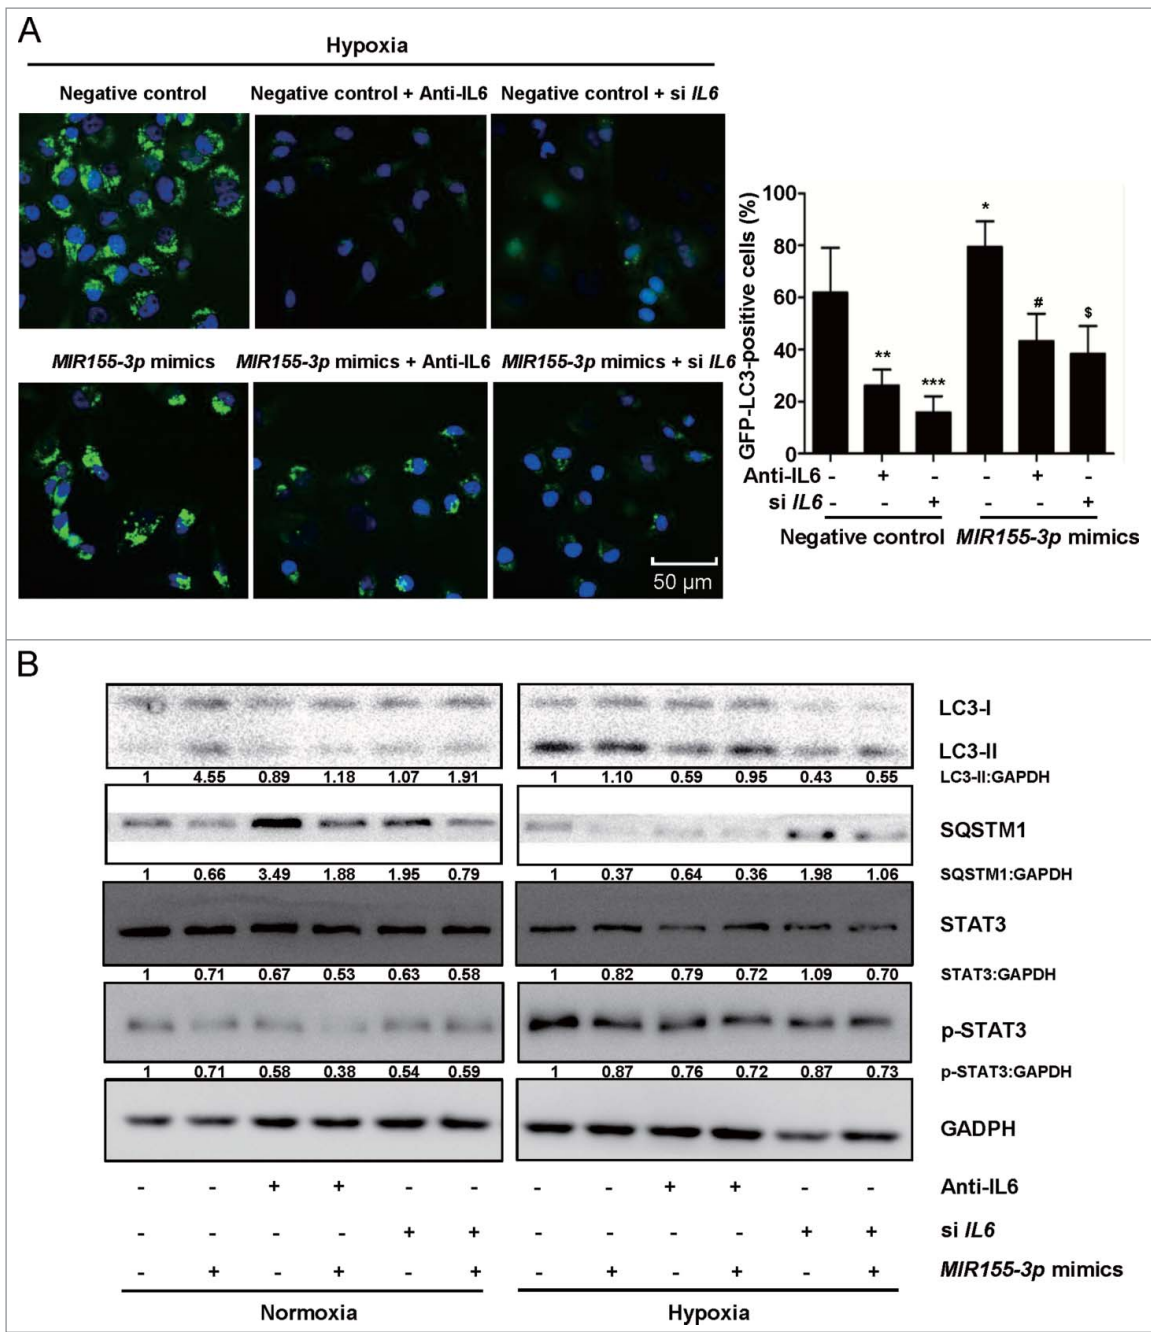 A
Hypoxia
Negative control
Negative control + Anti-IL6
Negative control + si IL6
MIR155-3p mimics
MIR155-3p mimics + Anti-IL6
MIR155-3p mimics + si IL6
50 µm
GFP-LC3-positive cells (%)
100
80
60
40
20
0
*
**
***
#
$
Anti-IL6 - + - - + -
si IL6 - - + - - +
Negative control MIR155-3p mimics
B
LC3-I
LC3-II
1 4.55 0.89 1.18 1.07 1.91 1 1.10 0.59 0.95 0.43 0.55 LC3-II:GAPDH
SQSTM1
1 0.66 3.49 1.88 1.95 0.79 1 0.37 0.64 0.36 1.98 1.06 SQSTM1:GAPDH
STAT3
1 0.71 0.67 0.53 0.63 0.58 1 0.82 0.79 0.72 1.09 0.70 STAT3:GAPDH
p-STAT3
1 0.71 0.58 0.38 0.54 0.59 1 0.87 0.76 0.72 0.87 0.73 p-STAT3:GAPDH
GADPH
- - + + - - - - + + - - Anti-IL6
- - - - + + - - - - + + si IL6
- + - + - + - + - + - + MIR155-3p mimics
Normoxia Hypoxia